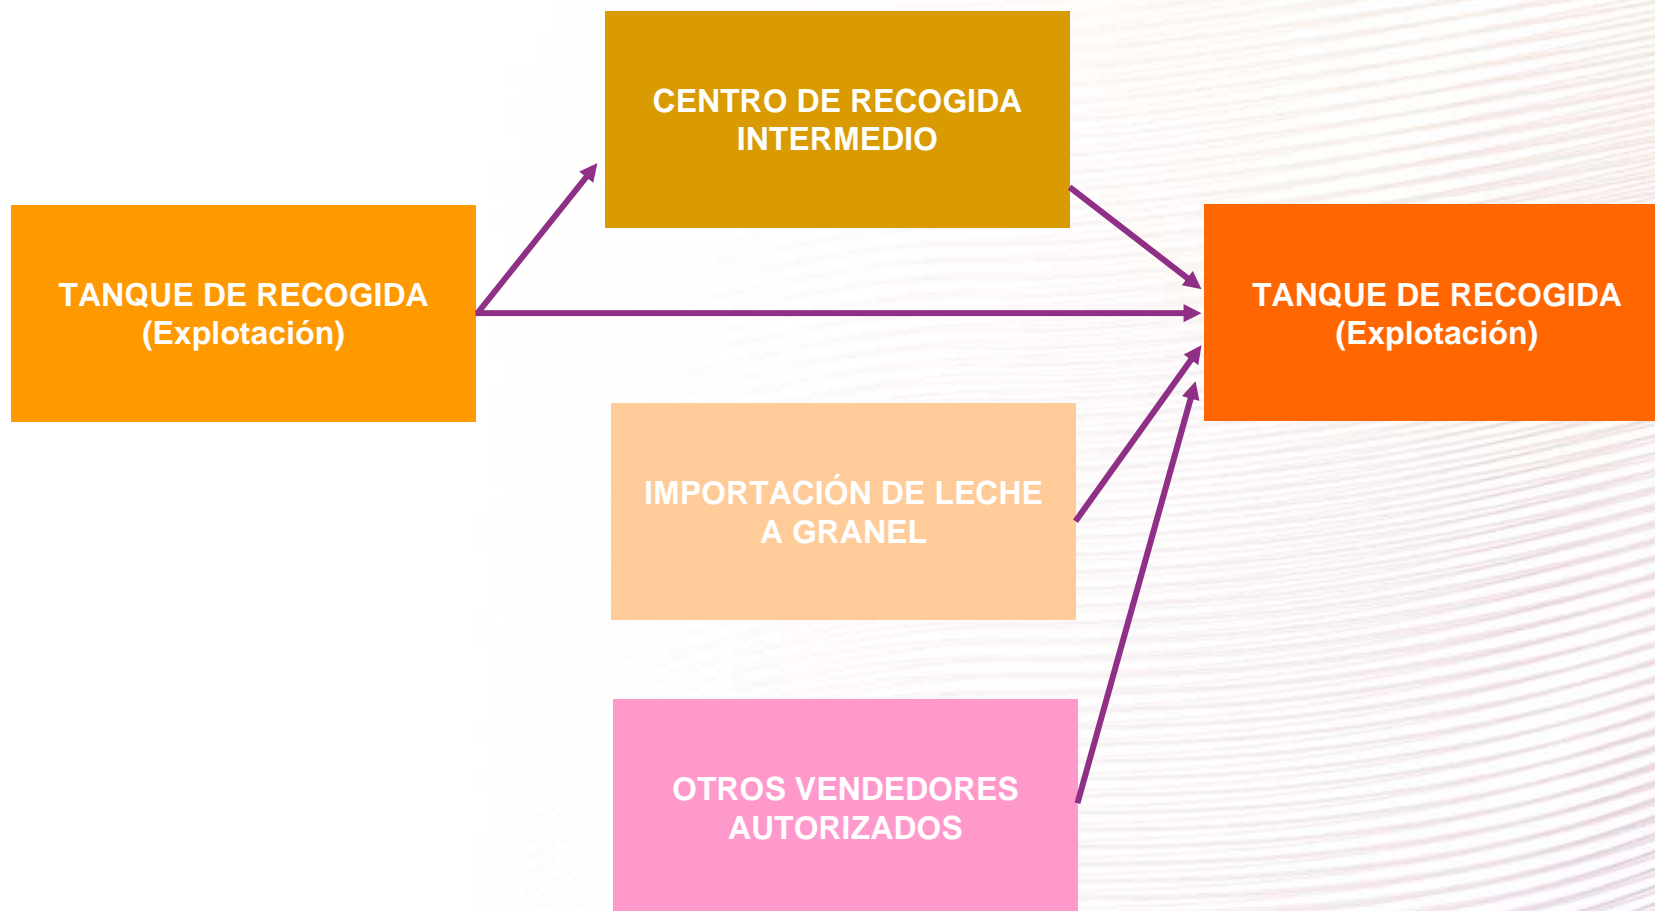 CENTRO DE RECOGIDA
INTERMEDIO
TANQUE DE RECOGIDA
(Explotación)
TANQUE DE RECOGIDA
(Explotación)
IMPORTACIÓN DE LECHE
A GRANEL
OTROS VENDEDORES
AUTORIZADOS